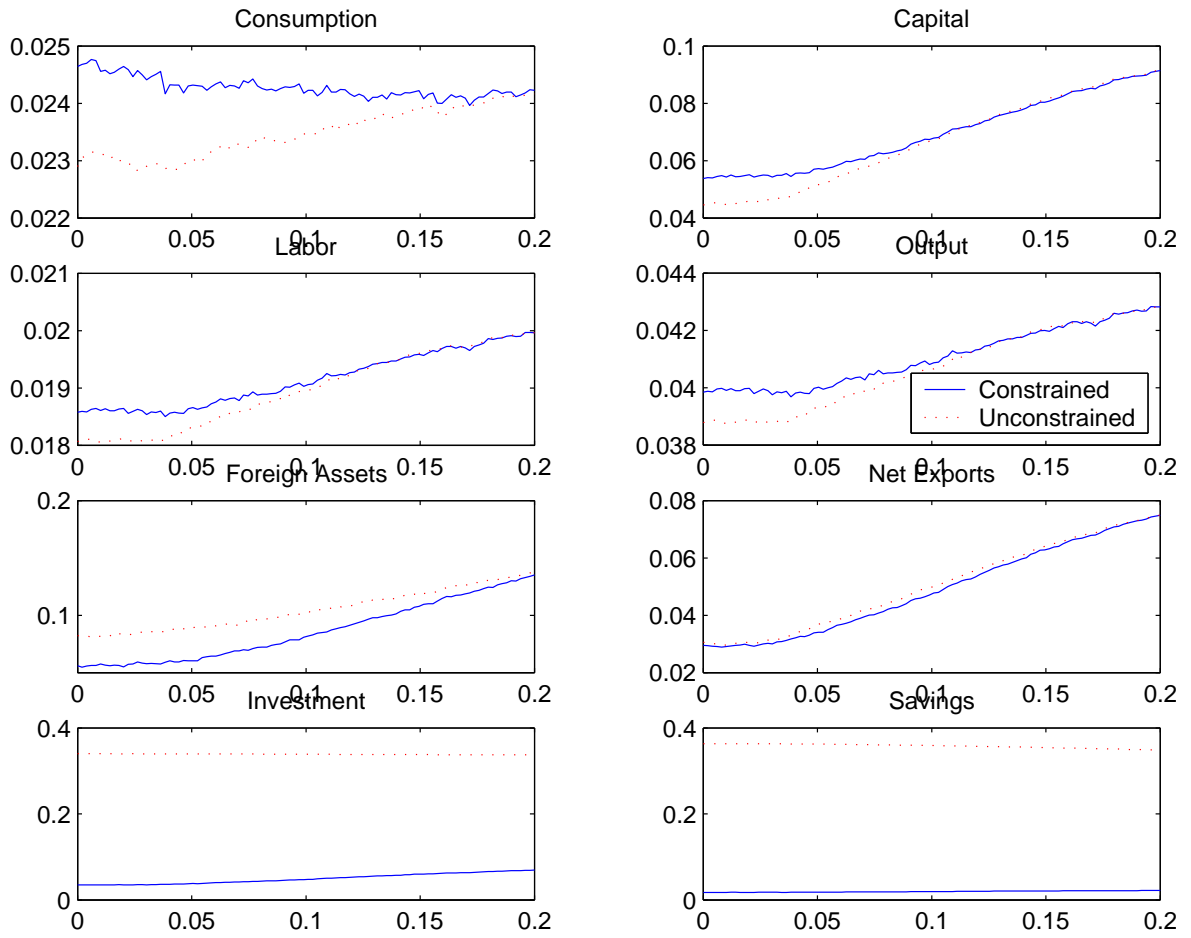 Consumption
Capital
0.025
0.024
0.023
0.022
0 0.05 0.1 0.15 0.2
0.1
0.08
0.06
0.04
0 0.05 0.1 0.15 0.2
Labor
Output
0.021
0.02
0.019
0.018
0 0.05 0.1 0.15 0.2
0.044
0.042
0.04
0.038
0 0.05 0.1 0.15 0.2
Constrained
Unconstrained
Foreign Assets
Net Exports
0.2
0.1
0 0.05 0.1 0.15 0.2
0.08
0.06
0.04
0.02
0 0.05 0.1 0.15 0.2
Investment
Savings
0.4
0.2
0
0 0.05 0.1 0.15 0.2
0.4
0.2
0
0 0.05 0.1 0.15 0.2